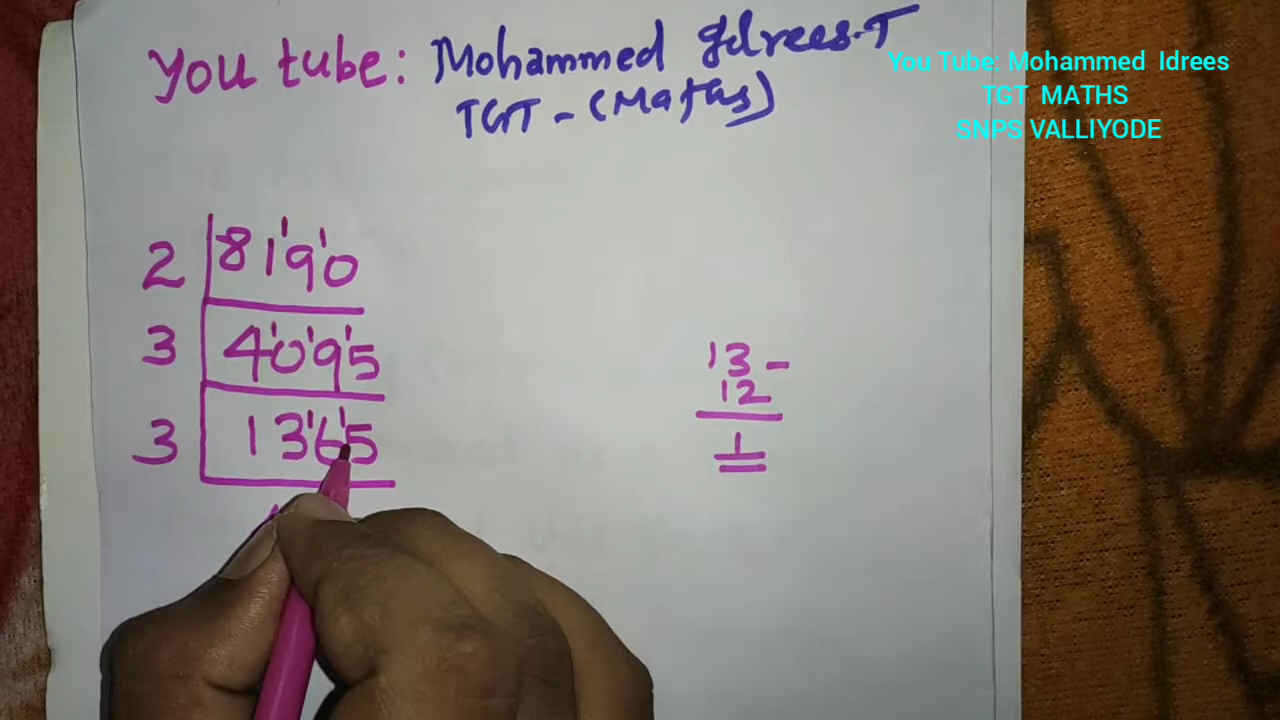 You tube: Mohammed Idrees.T
TGT - (Maths)
You Tube: Mohammed Idrees
TGT MATHS
SNPS VALLIYODE
2 8190
3 4095
3 1365
13 -
12
1